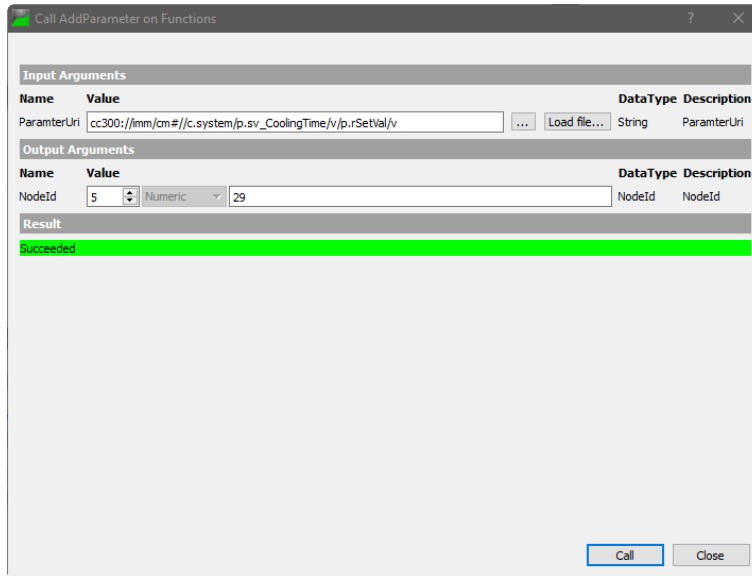 Call AddParameter on Functions
Input Arguments
Name Value DataType Description
ParamterUri cc300://imm/cm#//c.system/p.sv_CoolingTime/v/p.rSetVal/v ... Load file... String ParamterUri
Output Arguments
Name Value DataType Description
NodeId 5 Numeric 29 NodeId NodeId
Result
Succeeded
Call Close